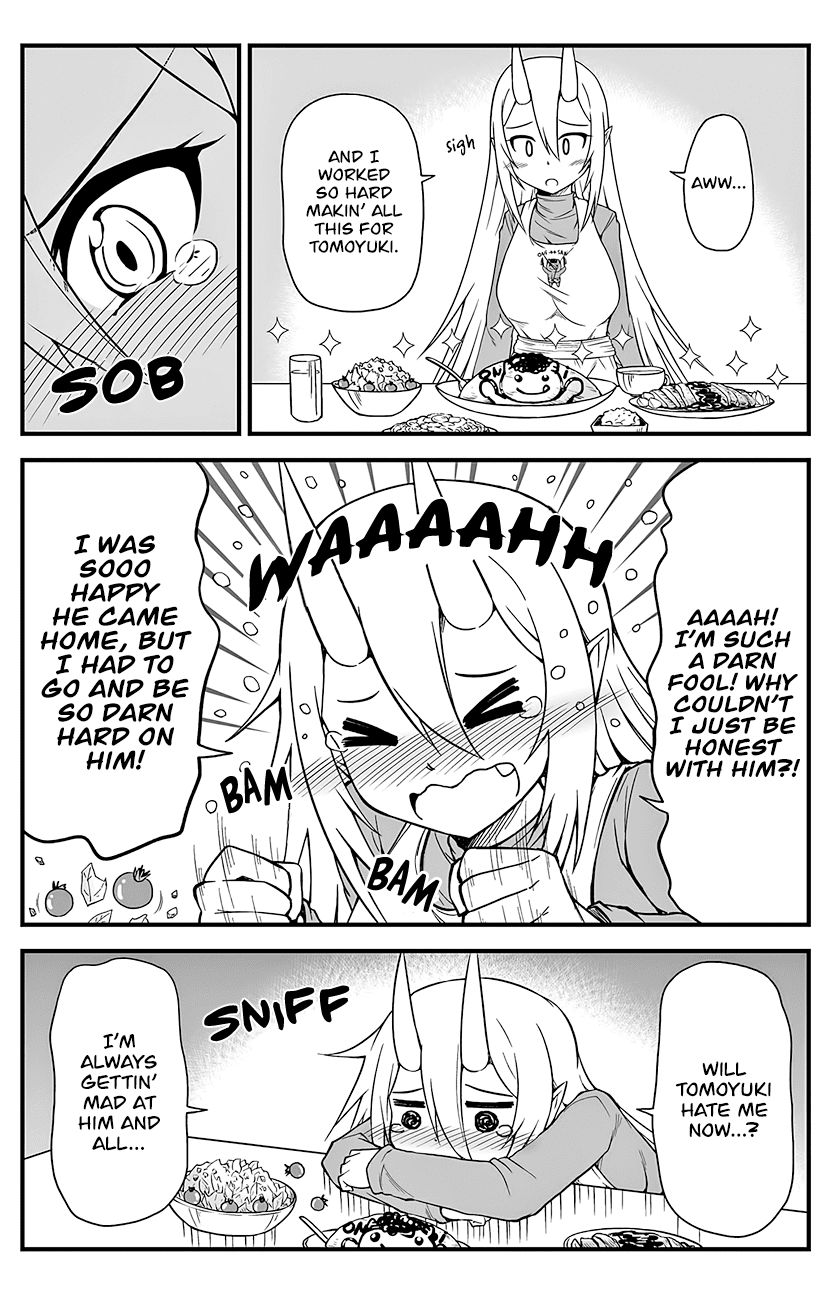 AWW...
sigh
AND I
WORKED
SO HARD
MAKIN' ALL
THIS FOR
TOMOYUKI.
SOB
WAAAAAHH
AAAAH!
I'M SUCH
A DARN
FOOL! WHY
COULDN'T
I JUST BE
HONEST
WITH HIM?!
I WAS
SOOO
HAPPY
HE CAME
HOME, BUT
I HAD TO
GO AND BE
SO DARN
HARD ON
HIM!
BAM
BAM
WILL
TOMOYUKI
HATE ME
NOW...?
SNIFF
I'M
ALWAYS
GETTIN'
MAD AT
HIM AND
ALL...